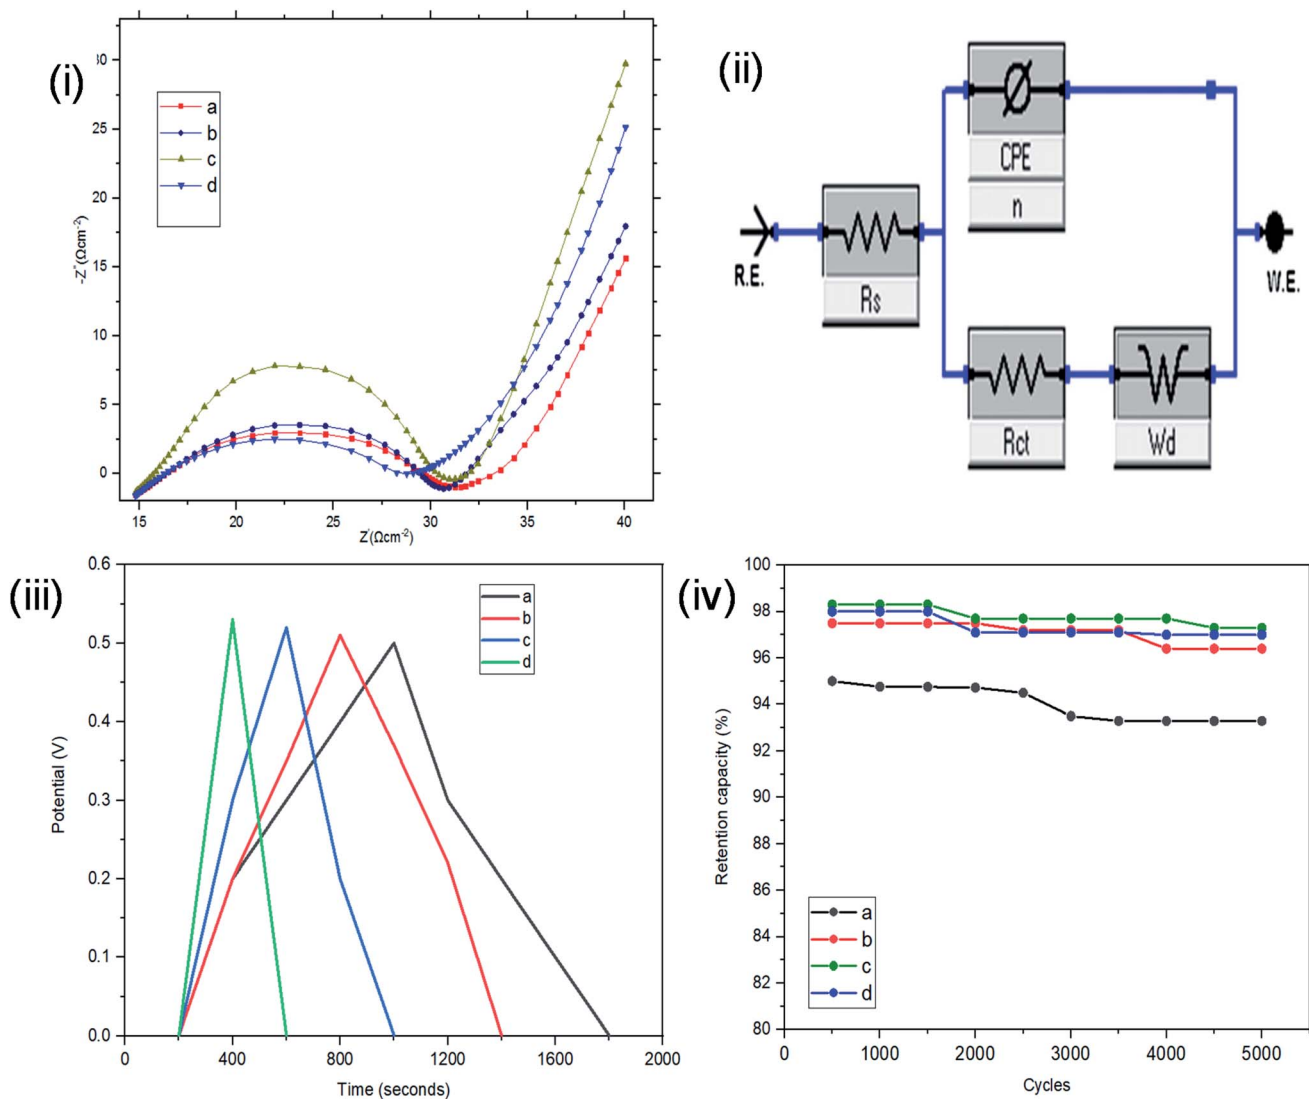 (i)
30
25
20
15
10
5
0
-Z"(Ωcm-2)
a
b
c
d
15 20 25 30 35 40
Z'(Ωcm-2)
(ii)
CPE
n
R.E.
Rs
W.E.
Rct
Wd
(iii)
0.6
0.5
0.4
0.3
0.2
0.1
0.0
Potential (V)
a
b
c
d
0 400 800 1200 1600 2000
Time (seconds)
(iv)
100
98
96
94
92
90
88
86
84
82
80
Retention capacity (%)
a
b
c
d
0 1000 2000 3000 4000 5000
Cycles